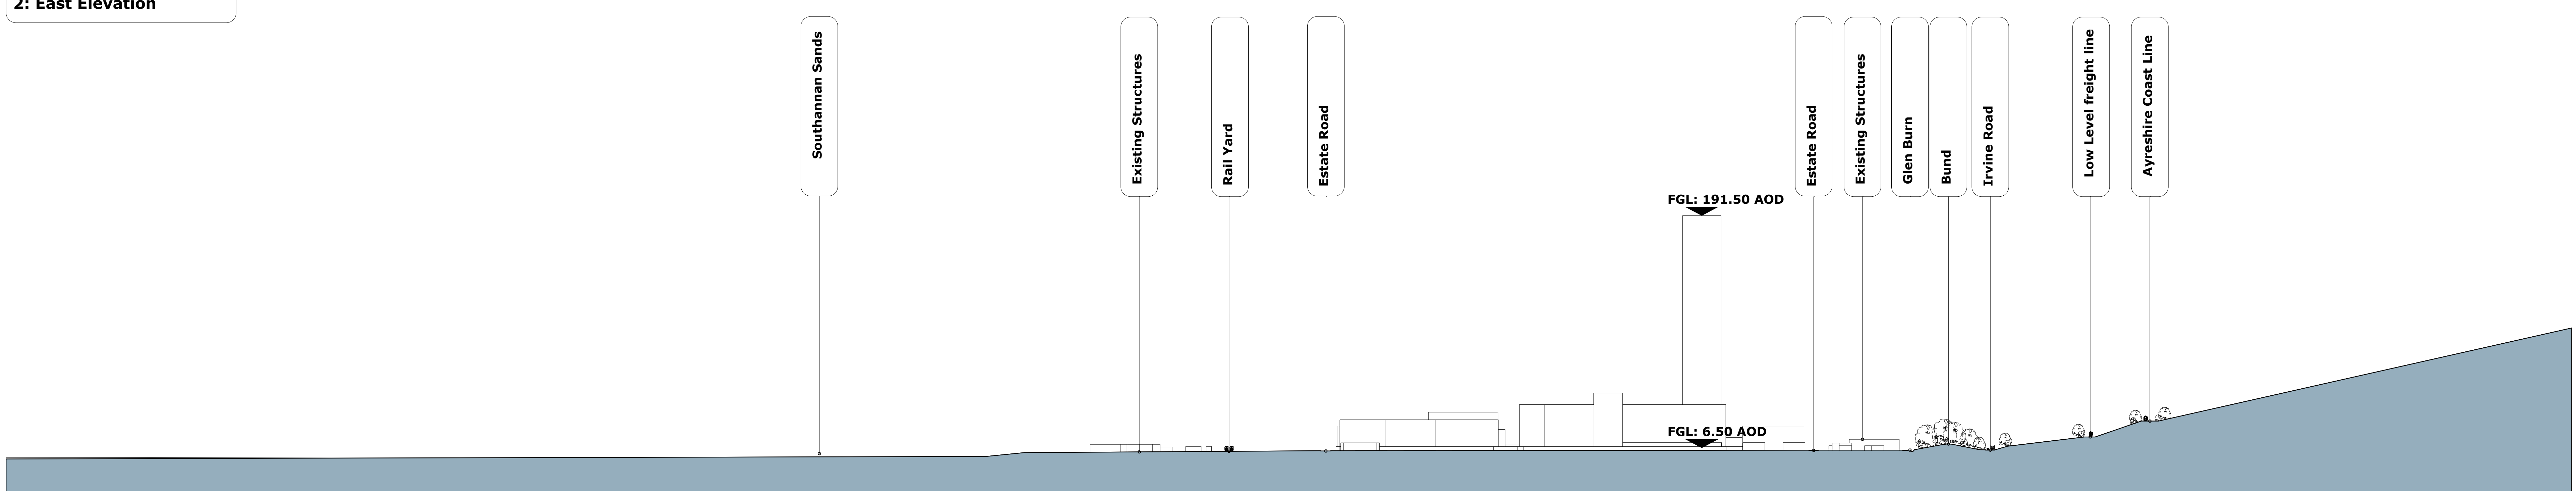 2: East Elevation
Southannan Sands
Existing Structures
Rail Yard
Estate Road
FGL: 191.50 AOD
FGL: 6.50 AOD
Estate Road
Existing Structures
Glen Burn
Bund
Irvine Road
Low Level freight line
Ayreshire Coast Line